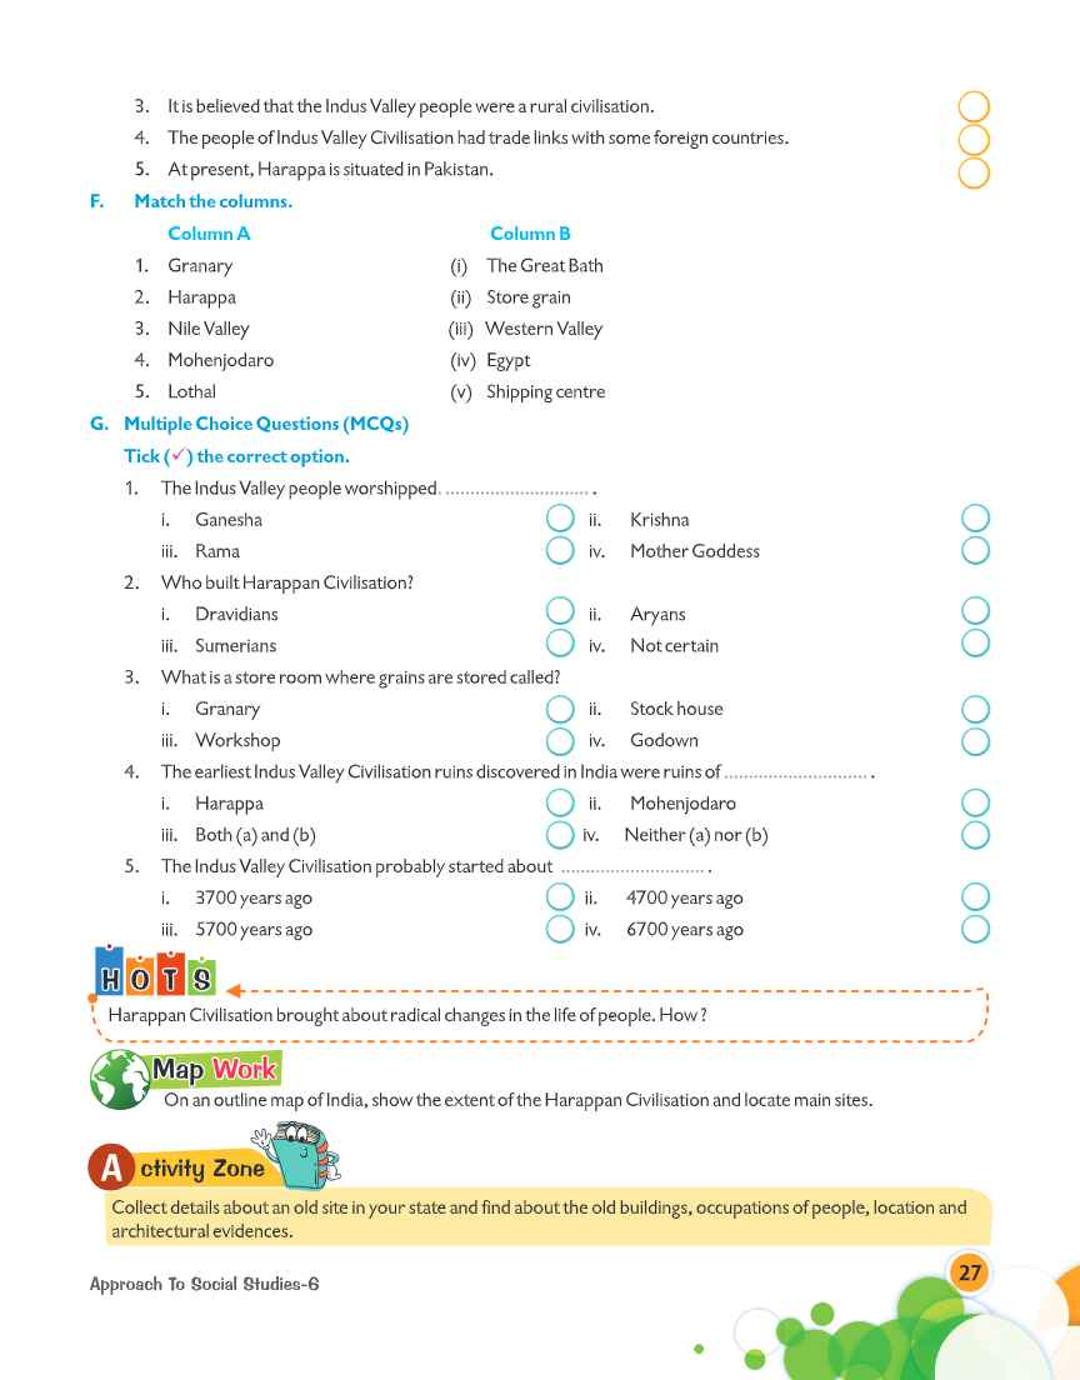 3. It is believed that the Indus Valley people were a rural civilisation.
4. The people of Indus Valley Civilisation had trade links with some foreign countries.
5. At present, Harappa is situated in Pakistan.
F. Match the columns.
Column A Column B
1. Granary (i) The Great Bath
2. Harappa (ii) Store grain
3. Nile Valley (iii) Western Valley
4. Mohenjodaro (iv) Egypt
5. Lothal (v) Shipping centre
G. Multiple Choice Questions (MCQs)
Tick (✓) the correct option.
1. The Indus Valley people worshipped. ............................ .
i. Ganesha ii. Krishna
iii. Rama iv. Mother Goddess
2. Who built Harappan Civilisation?
i. Dravidians ii. Aryans
iii. Sumerians iv. Not certain
3. What is a store room where grains are stored called?
i. Granary ii. Stock house
iii. Workshop iv. Godown
4. The earliest Indus Valley Civilisation ruins discovered in India were ruins of ............................ .
i. Harappa ii. Mohenjodaro
iii. Both (a) and (b) iv. Neither (a) nor (b)
5. The Indus Valley Civilisation probably started about ............................ .
i. 3700 years ago ii. 4700 years ago
iii. 5700 years ago iv. 6700 years ago
HOTS
Harappan Civilisation brought about radical changes in the life of people. How?
Map Work
On an outline map of India, show the extent of the Harappan Civilisation and locate main sites.
Activity Zone
Collect details about an old site in your state and find about the old buildings, occupations of people, location and
architectural evidences.
27
Approach To Social Studies-6